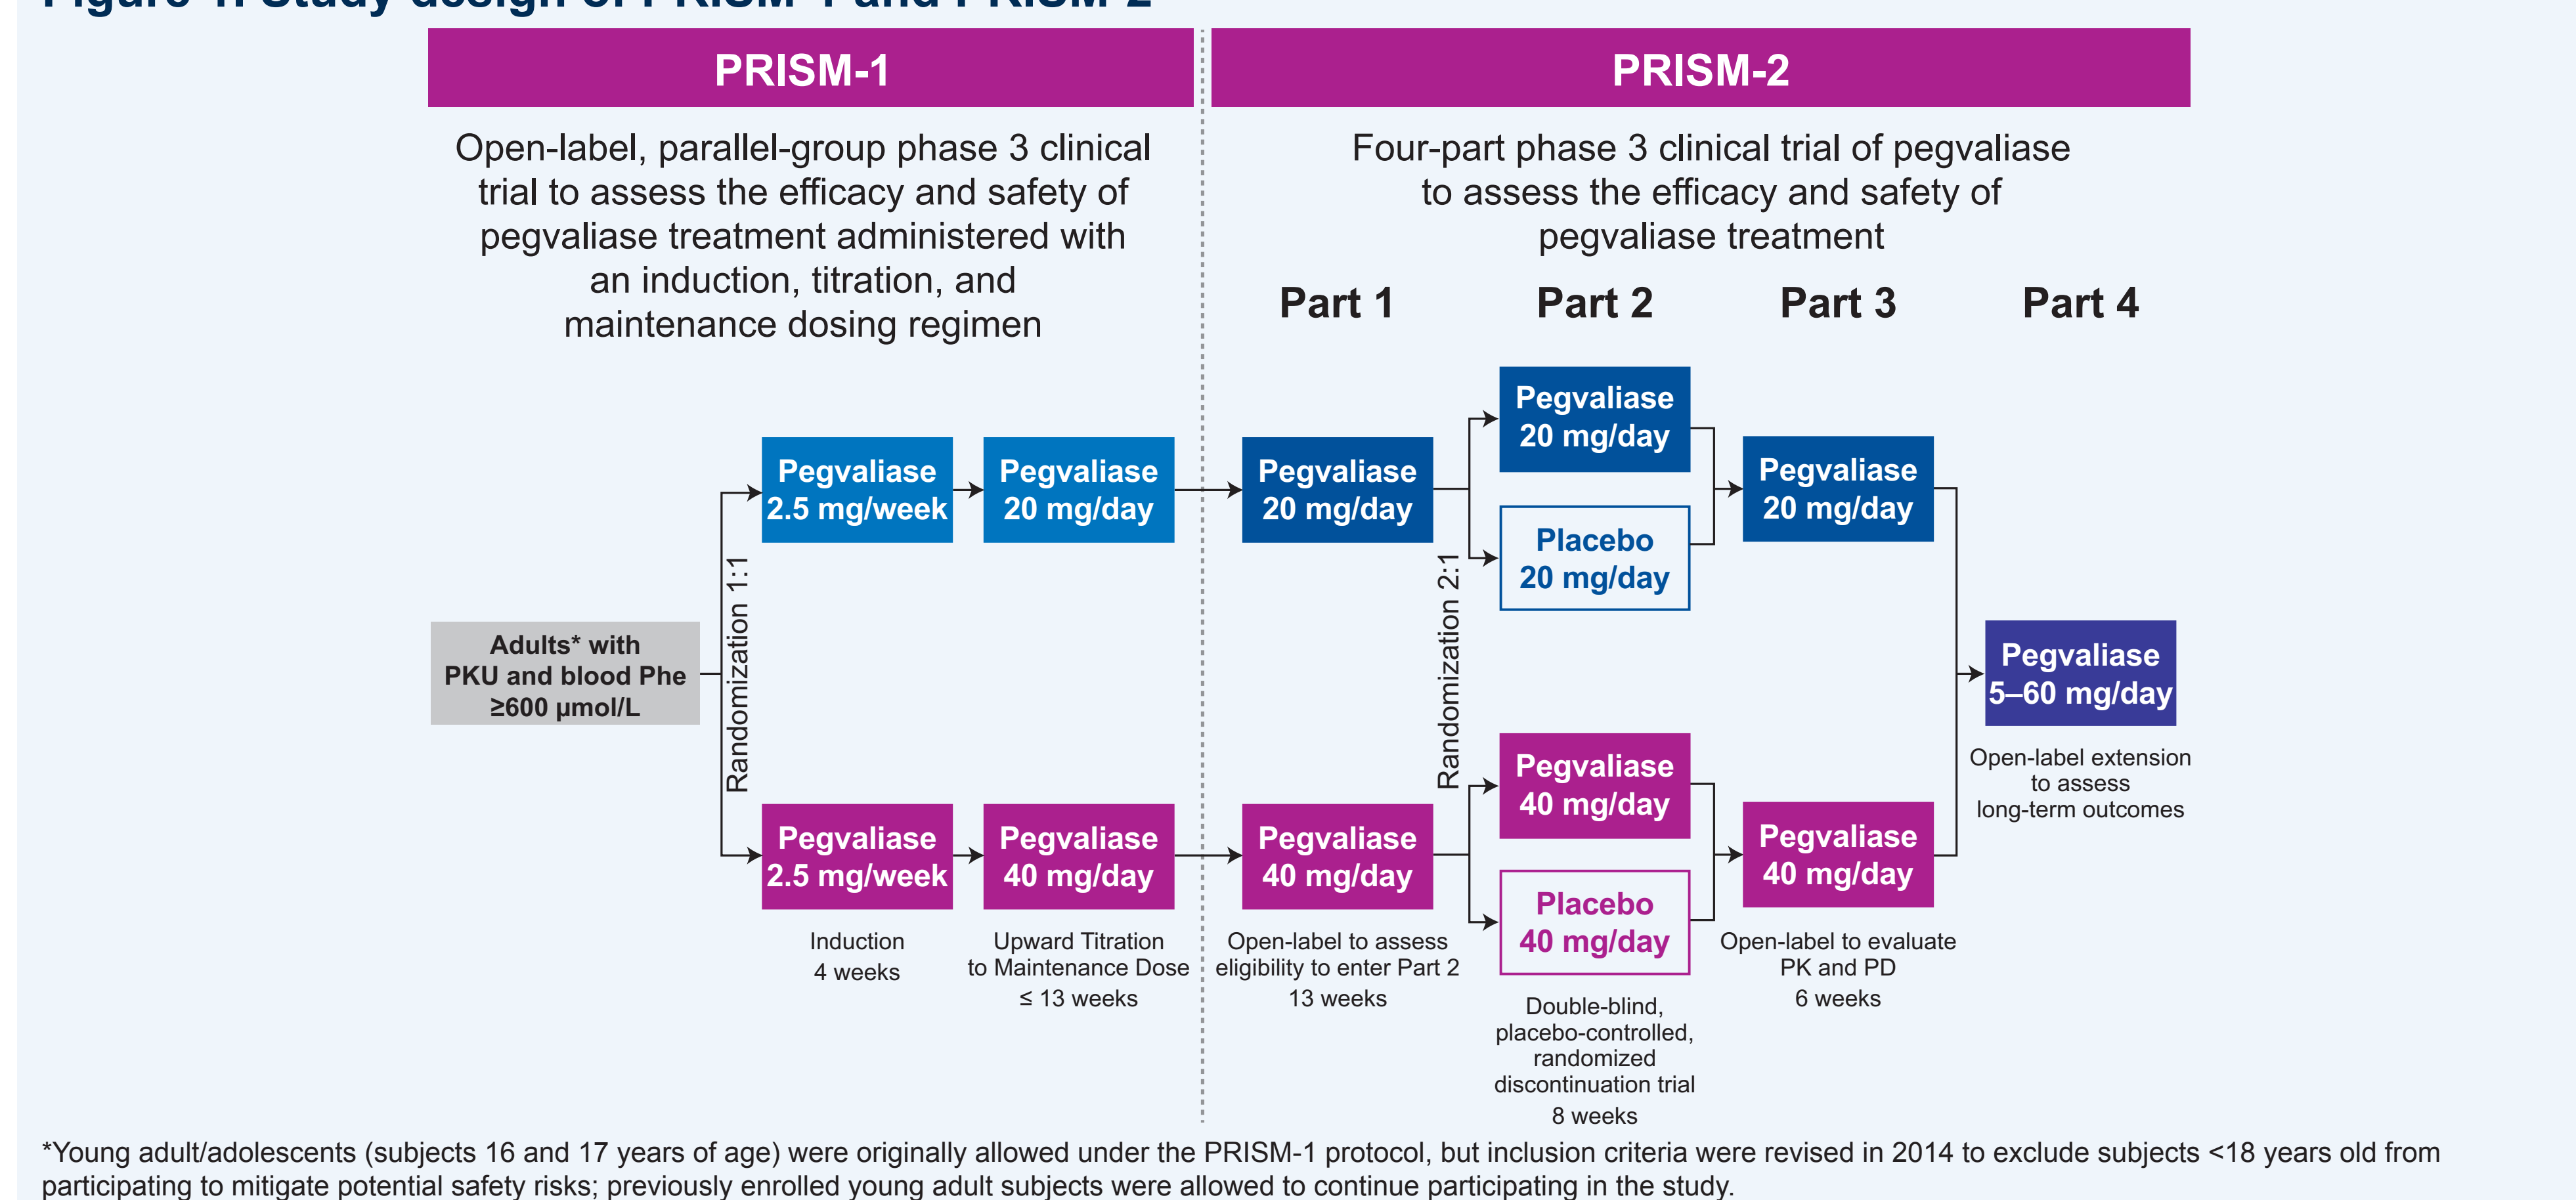 Figure 1. Study design of PRISM-1 and PRISM-2
PRISM-1
Open-label, parallel-group phase 3 clinical
trial to assess the efficacy and safety of
pegvaliase treatment administered with
an induction, titration, and
maintenance dosing regimen
PRISM-2
Four-part phase 3 clinical trial of pegvaliase
to assess the efficacy and safety of
pegvaliase treatment
Part 1
Part 2
Part 3
Part 4
Adults* with
PKU and blood Phe
≥600 µmol/L
Randomization 1:1
Pegvaliase
2.5 mg/week
Pegvaliase
20 mg/day
Pegvaliase
20 mg/day
Randomization 2:1
Pegvaliase
20 mg/day
Placebo
20 mg/day
Pegvaliase
20 mg/day
Pegvaliase
2.5 mg/week
Induction
4 weeks
Pegvaliase
40 mg/day
Upward Titration
to Maintenance Dose
≤ 13 weeks
Pegvaliase
40 mg/day
Open-label to assess
eligibility to enter Part 2
13 weeks
Pegvaliase
40 mg/day
Placebo
40 mg/day
Double-blind,
placebo-controlled,
randomized
discontinuation trial
8 weeks
Pegvaliase
40 mg/day
Open-label to evaluate
PK and PD
6 weeks
Pegvaliase
5–60 mg/day
Open-label extension
to assess
long-term outcomes
*Young adult/adolescents (subjects 16 and 17 years of age) were originally allowed under the PRISM-1 protocol, but inclusion criteria were revised in 2014 to exclude subjects <18 years old from
participating to mitigate potential safety risks; previously enrolled young adult subjects were allowed to continue participating in the study.